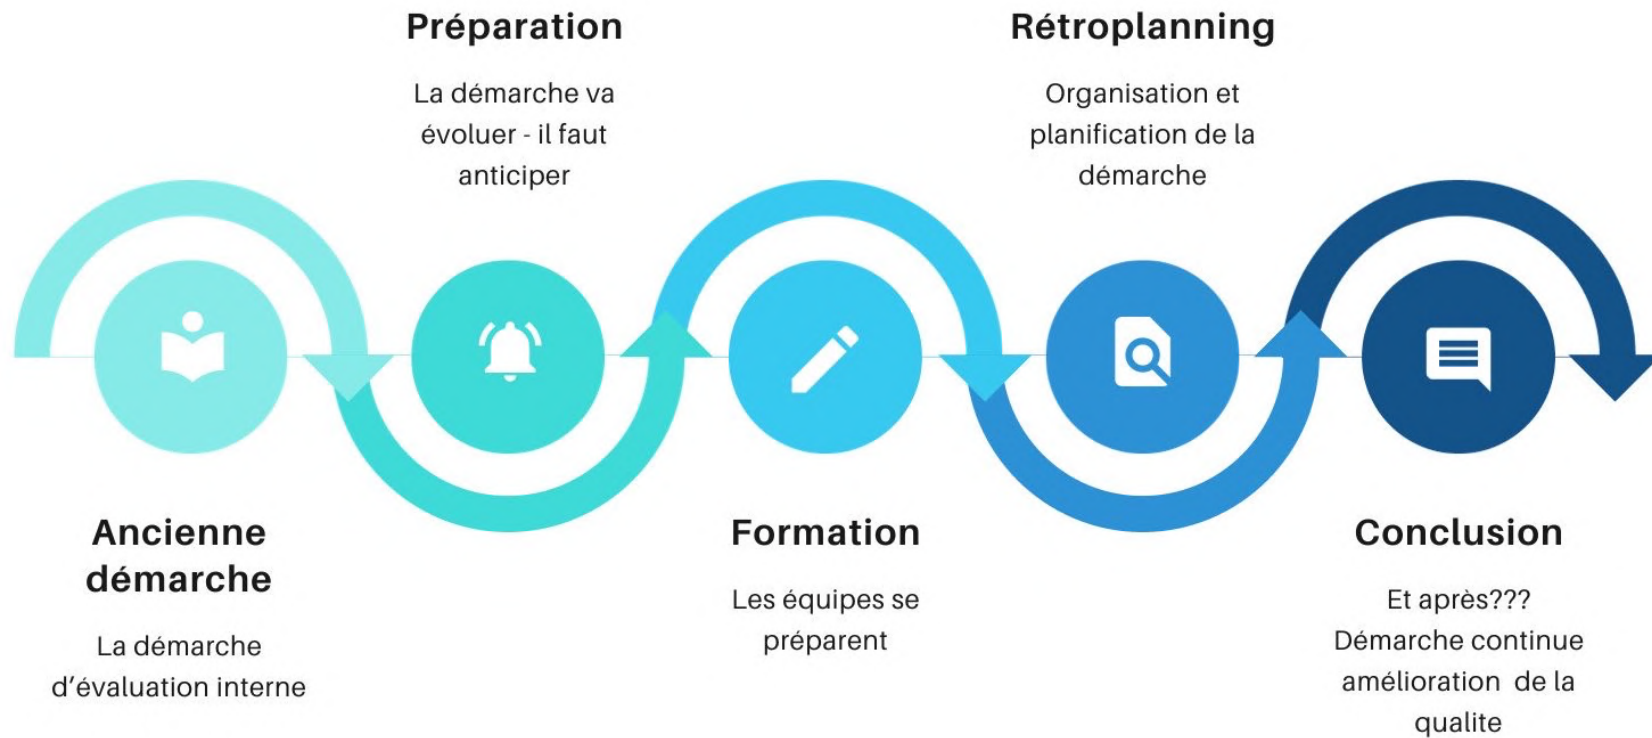 Ancienne
démarche
La démarche
d’évaluation interne
Préparation
La démarche va
évoluer - il faut
anticiper
Formation
Les équipes se
préparent
Rétroplanning
Organisation et
planification de la
démarche
Conclusion
Et après???
Démarche continue
amélioration  de la
qualite